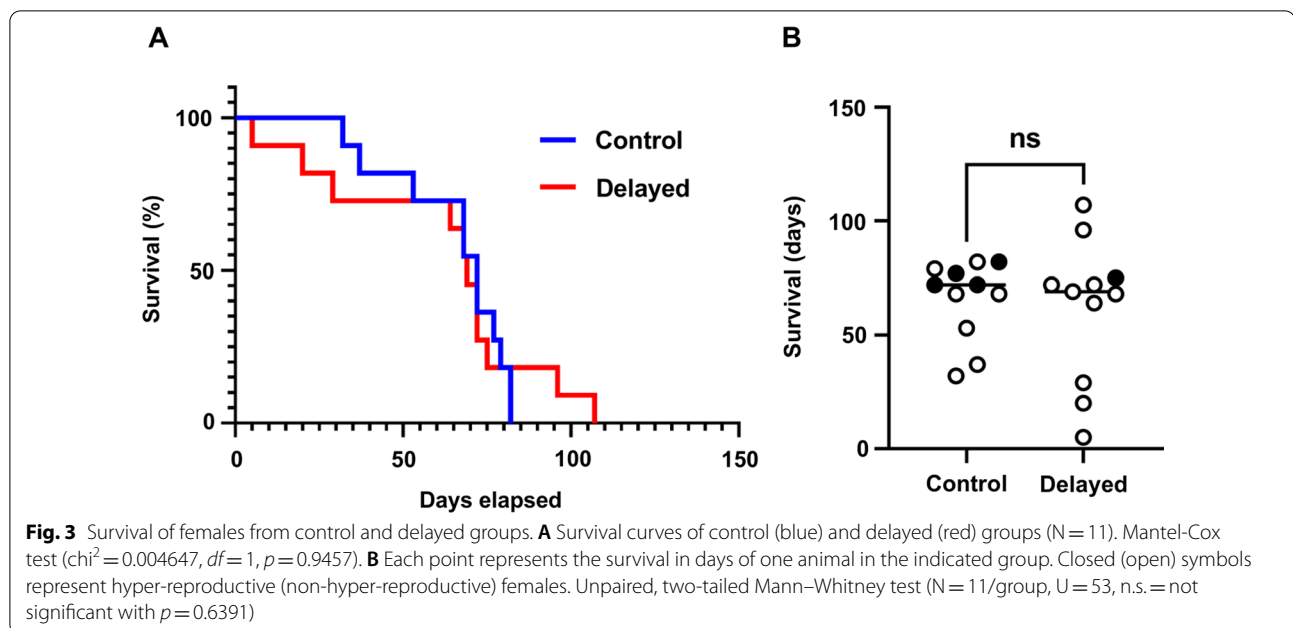 A
B
100
50
0
Survival (%)
Control
Delayed
0 50 100 150
Days elapsed
150
100
50
0
Survival (days)
ns
Control Delayed
Fig. 3 Survival of females from control and delayed groups. A Survival curves of control (blue) and delayed (red) groups (N = 11). Mantel-Cox
test (chi² = 0.004647, df = 1, p = 0.9457). B Each point represents the survival in days of one animal in the indicated group. Closed (open) symbols
represent hyper-reproductive (non-hyper-reproductive) females. Unpaired, two-tailed Mann–Whitney test (N = 11/group, U = 53, n.s. = not
significant with p = 0.6391)